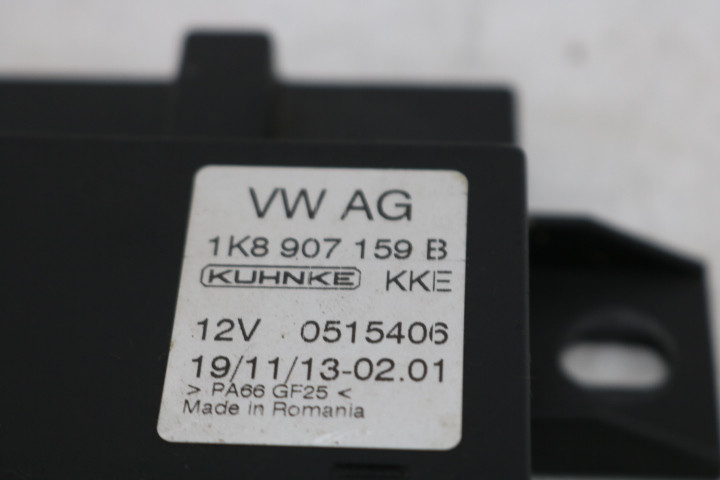 VW AG
1K8 907 159 B
KUHNKE KKE
12V 0515406
19/11/13-02.01
> PA66 GF25 <
Made in Romania